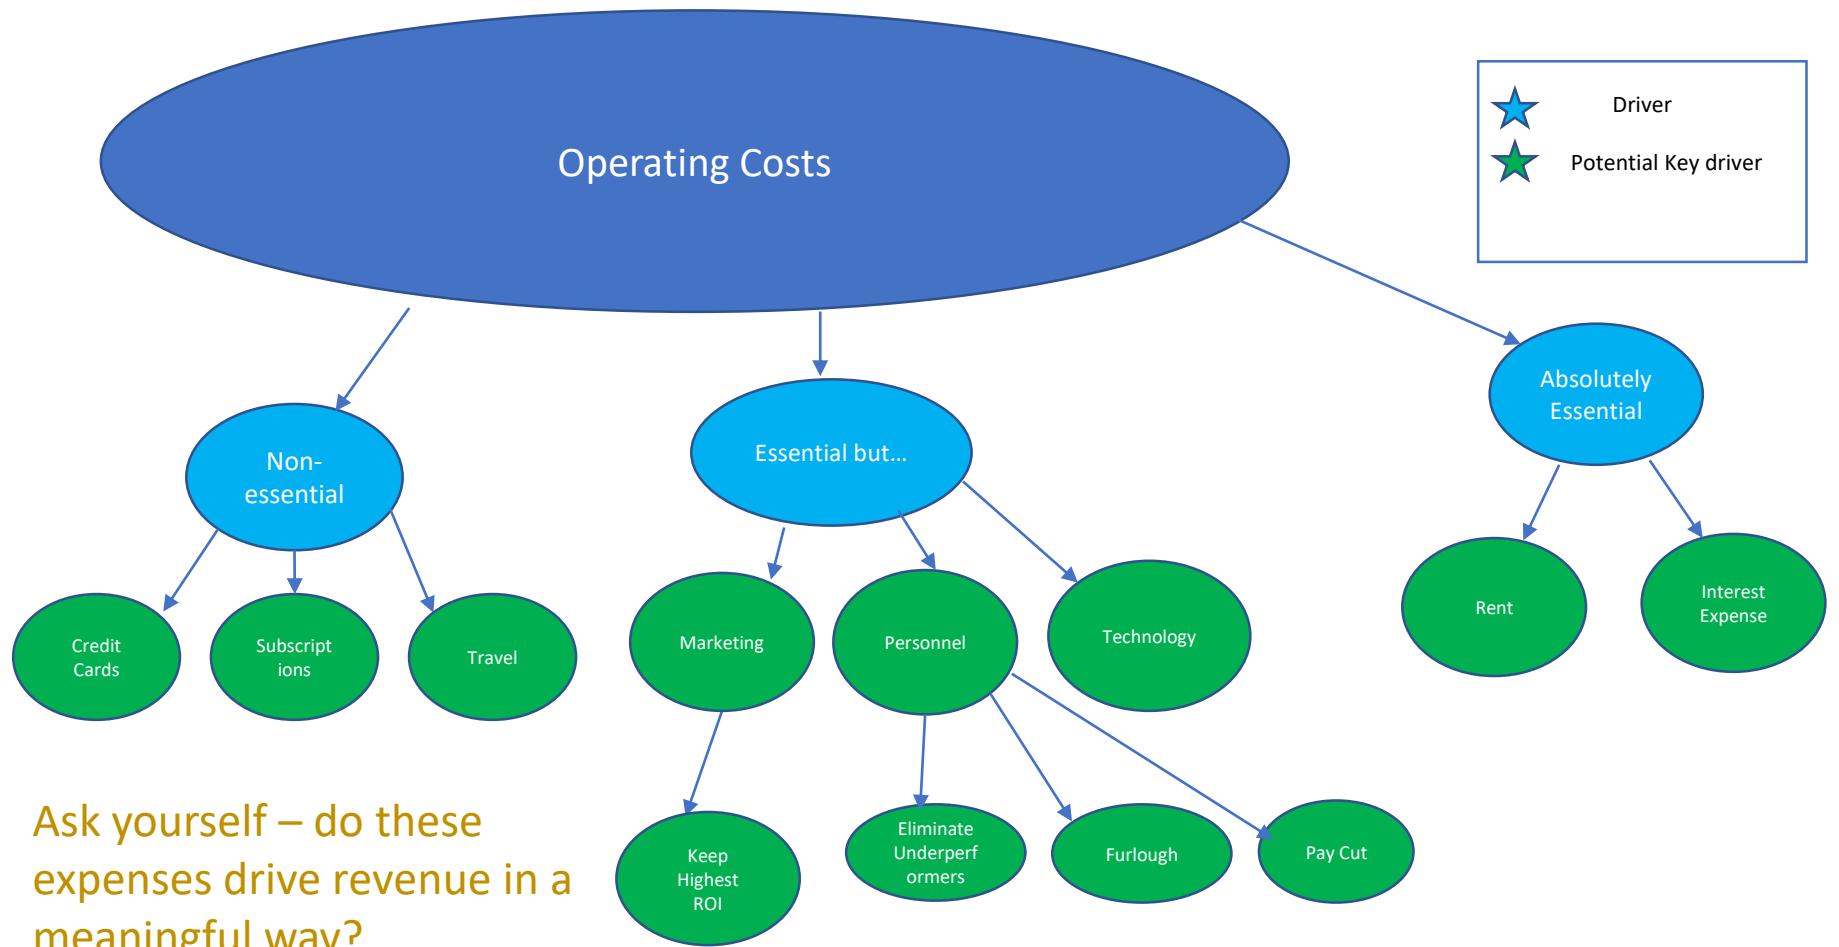 Operating Costs
Driver
Potential Key driver
Absolutely
Essential
Essential but...
Non-
essential
Credit
Cards
Subscript
ions
Travel
Marketing
Personnel
Technology
Rent
Interest
Expense
Keep
Highest
ROI
Eliminate
Underperf
ormers
Furlough
Pay Cut
Ask yourself – do these
expenses drive revenue in a
meaningful way?